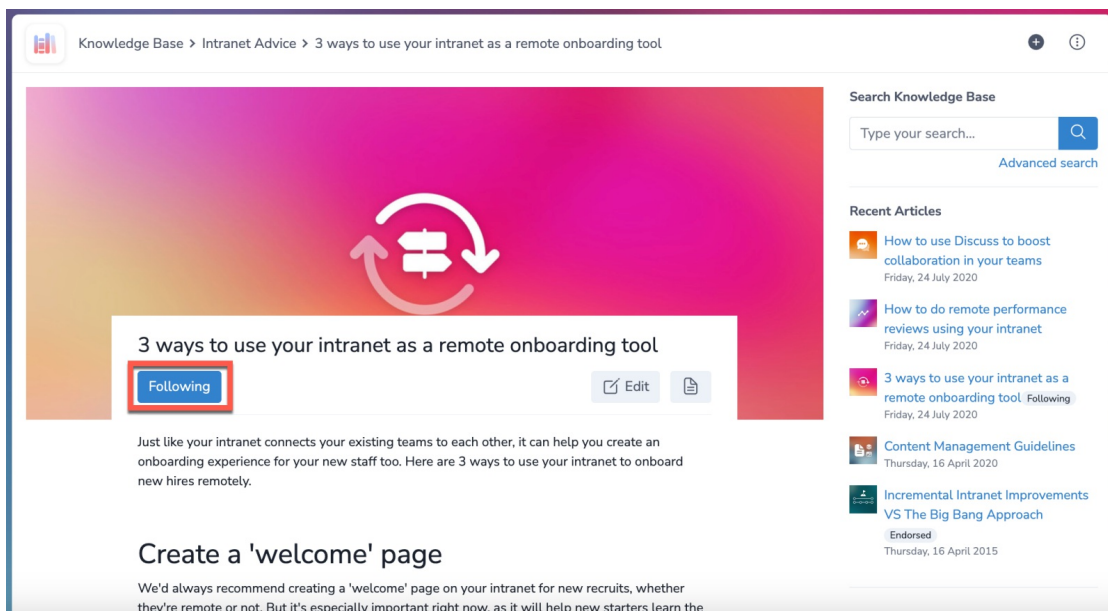 Knowledge Base > Intranet Advice > 3 ways to use your intranet as a remote onboarding tool
3 ways to use your intranet as a remote onboarding tool
Following
Edit
Just like your intranet connects your existing teams to each other, it can help you create an
onboarding experience for your new staff too. Here are 3 ways to use your intranet to onboard
new hires remotely.
Create a 'welcome' page
We'd always recommend creating a 'welcome' page on your intranet for new recruits, whether
they're remote or not. But it's especially important right now, as it will help new starters learn the
Search Knowledge Base
Type your search...
Advanced search
Recent Articles
How to use Discuss to boost
collaboration in your teams
Friday, 24 July 2020
How to do remote performance
reviews using your intranet
Friday, 24 July 2020
3 ways to use your intranet as a
remote onboarding tool Following
Friday, 24 July 2020
Content Management Guidelines
Thursday, 16 April 2020
Incremental Intranet Improvements
VS The Big Bang Approach
Endorsed
Thursday, 16 April 2015